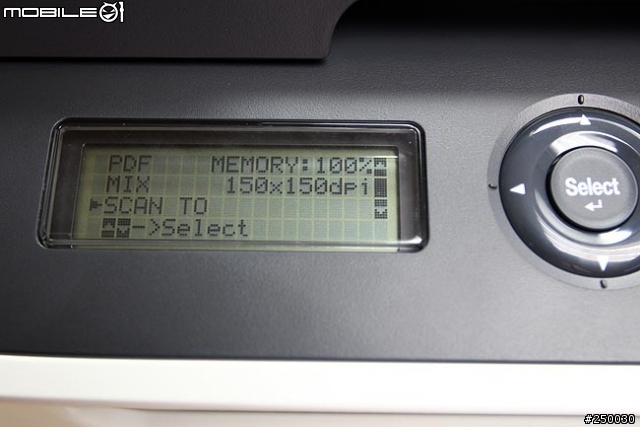 MOBILE01
PDF MEMORY:100%
MIX 150x150dpi
SCAN TO
->Select
Select
#250030